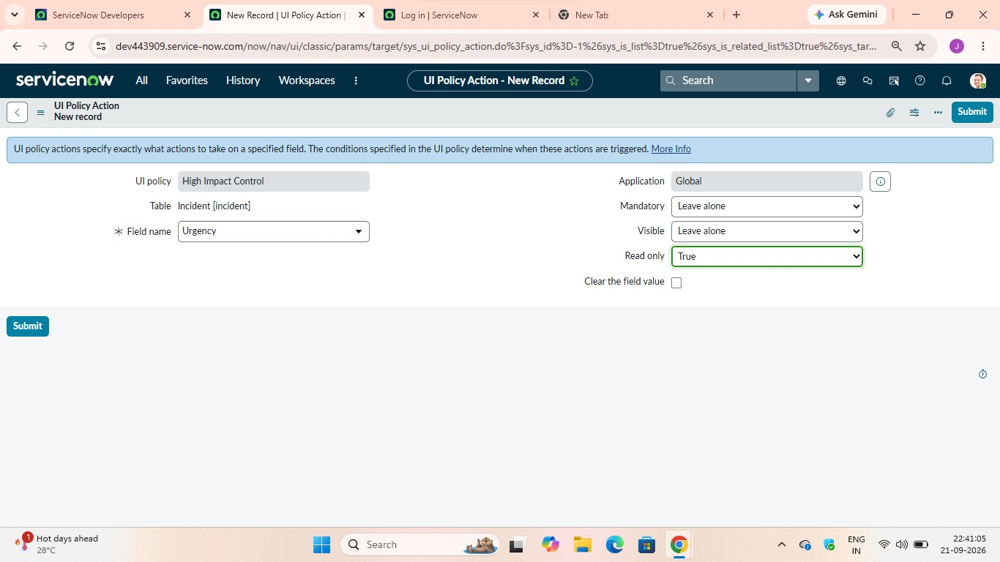 ServiceNow Developers
New Record | UI Policy Action |
Log in | ServiceNow
New Tab
Ask Gemini
dev443909.service-now.com/now/nav/ui/classic/params/target/sys_ui_policy_action.do%3Fsys_id%3D-1%26sys_is_list%3Dtrue%26sys_is_related_list%3Dtrue%26sys_tar...
J
servicenow
All
Favorites
History
Workspaces
UI Policy Action - New Record
Search
UI Policy Action
New record
Submit
UI policy actions specify exactly what actions to take on a specified field. The conditions specified in the UI policy determine when these actions are triggered. More Info
UI policy High Impact Control
Application Global
Table Incident [incident]
Mandatory Leave alone
Field name Urgency
Visible Leave alone
Read only True
Clear the field value
Submit
1
Hot days ahead
28°C
Search
ENG
IN
22:41:05
21-09-2026